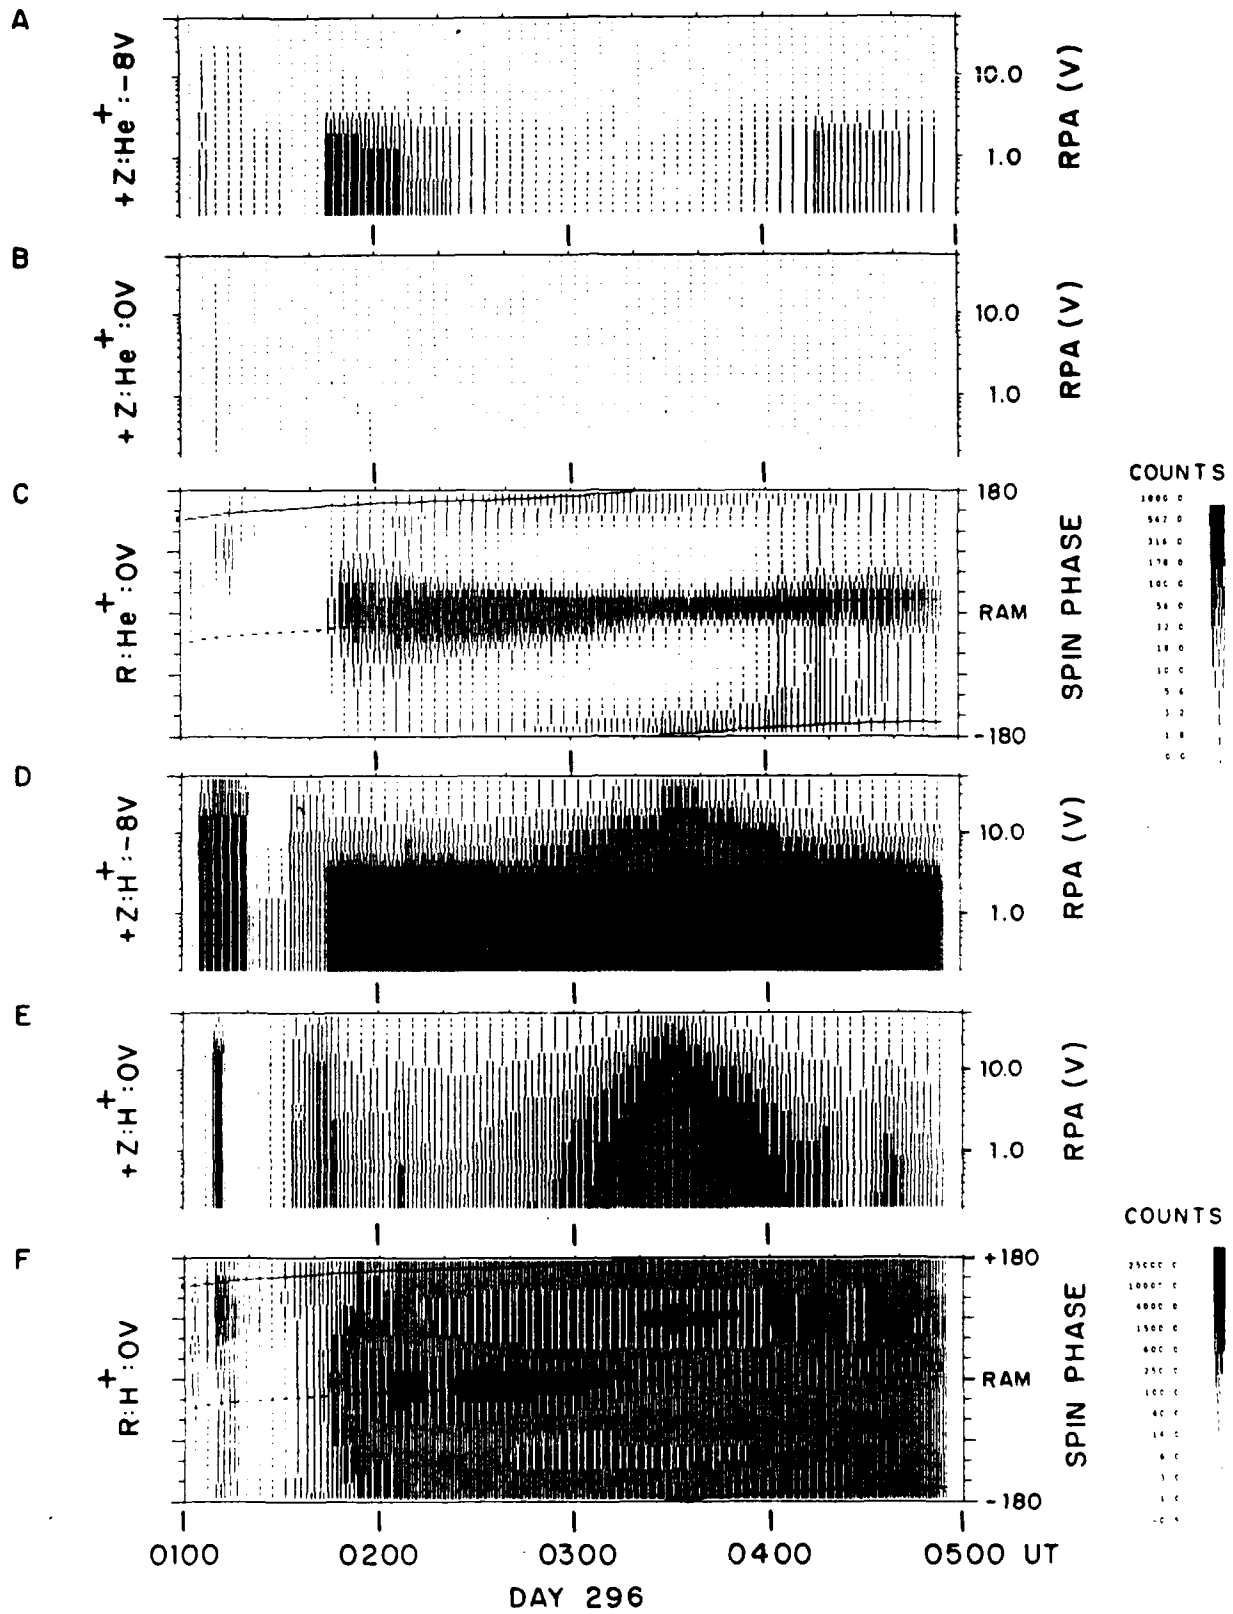 A
+Z:He+:-8V
10.0
1.0
RPA (V)
B
+Z:He+:0V
10.0
1.0
RPA (V)
C
R:He+:0V
180
RAM
-180
SPIN PHASE
COUNTS
D
+Z:H+:-8V
10.0
1.0
RPA (V)
E
+Z:H+:0V
10.0
1.0
RPA (V)
F
R:H+:0V
+180
RAM
-180
SPIN PHASE
COUNTS
0100 0200 0300 0400 0500 UT
DAY 296